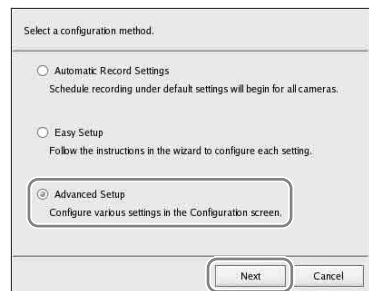 Select a configuration method.
Automatic Record Settings
Schedule recording under default settings will begin for all cameras.
Easy Setup
Follow the instructions in the wizard to configure each setting.
Advanced Setup
Configure various settings in the Configuration screen.
Next Cancel